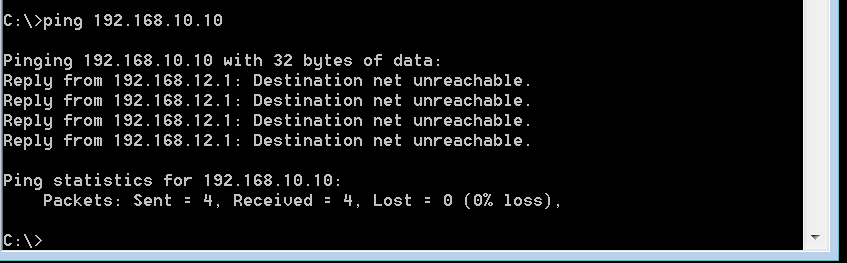 C:\>ping 192.168.10.10
Pinging 192.168.10.10 with 32 bytes of data:
Reply from 192.168.12.1: Destination net unreachable.
Reply from 192.168.12.1: Destination net unreachable.
Reply from 192.168.12.1: Destination net unreachable.
Reply from 192.168.12.1: Destination net unreachable.
Ping statistics for 192.168.10.10:
    Packets: Sent = 4, Received = 4, Lost = 0 (0% loss),
C:\>